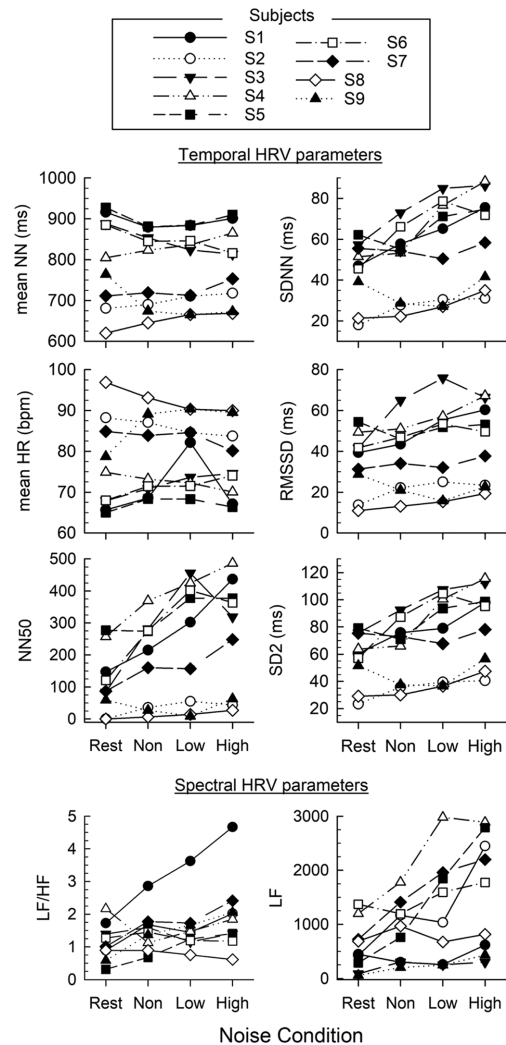 Subjects
S1
S2
S3
S4
S5
S6
S7
S8
S9
Temporal HRV parameters
mean NN (ms)
1000
900
800
700
600
SDNN (ms)
80
60
40
20
mean HR (bpm)
100
90
80
70
60
RMSSD (ms)
80
60
40
20
0
NN50
500
400
300
200
100
0
Rest Non Low High
SD2 (ms)
120
100
80
60
40
20
Rest Non Low High
Spectral HRV parameters
LF/HF
5
4
3
2
1
0
Rest Non Low High
LF
3000
2000
1000
0
Rest Non Low High
Noise Condition